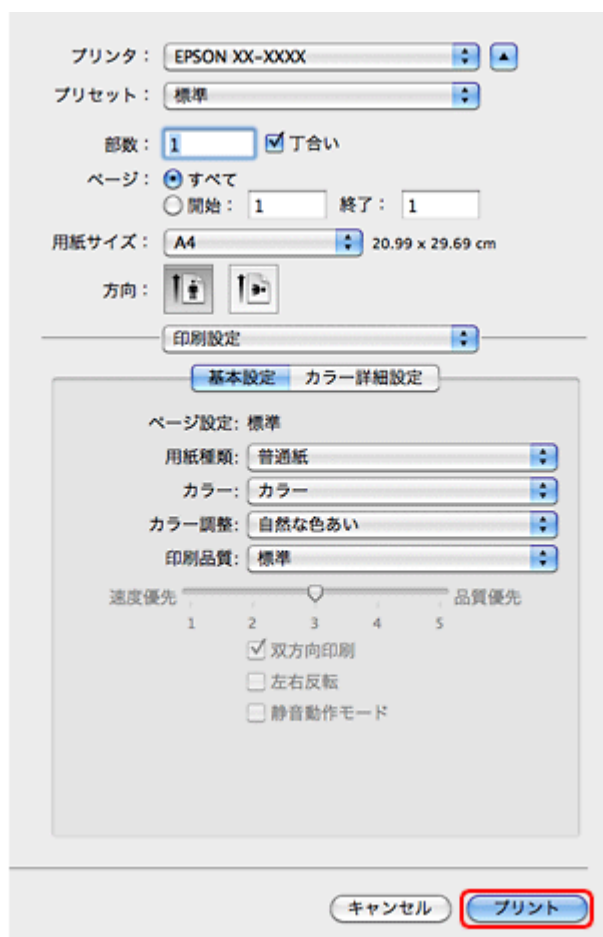 プリンタ： EPSON XX-XXXX
プリセット： 標準
部数： 1 丁合い
ページ： すべて
開始： 1 終了： 1
用紙サイズ： A4 20.99 x 29.69 cm
方向：
印刷設定
基本設定 カラー詳細設定
ページ設定: 標準
用紙種類: 普通紙
カラー: カラー
カラー調整: 自然な色あい
印刷品質: 標準
速度優先 品質優先
1 2 3 4 5
双方向印刷
左右反転
静音動作モード
キャンセル プリント